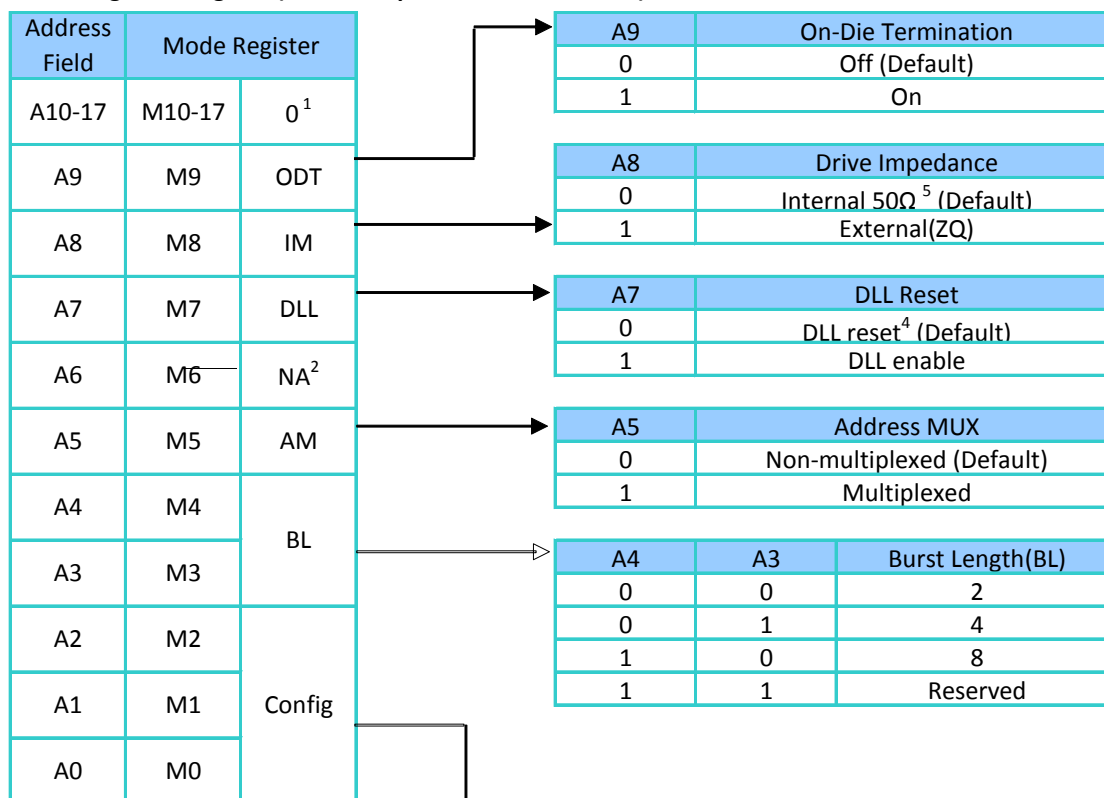 Address Field Mode Register
A10-17 M10-17 0¹
A9 M9 ODT
A8 M8 IM
A7 M7 DLL
A6 M6 NA²
A5 M5 AM
A4 M4 BL
A3 M3
A2 M2 Config
A1 M1
A0 M0
A9 On-Die Termination
0 Off (Default)
1 On
A8 Drive Impedance
0 Internal 50Ω ⁵ (Default)
1 External(ZQ)
A7 DLL Reset
0 DLL reset⁴ (Default)
1 DLL enable
A5 Address MUX
0 Non-multiplexed (Default)
1 Multiplexed
A4 A3 Burst Length(BL)
0 0 2
0 1 4
1 0 8
1 1 Reserved